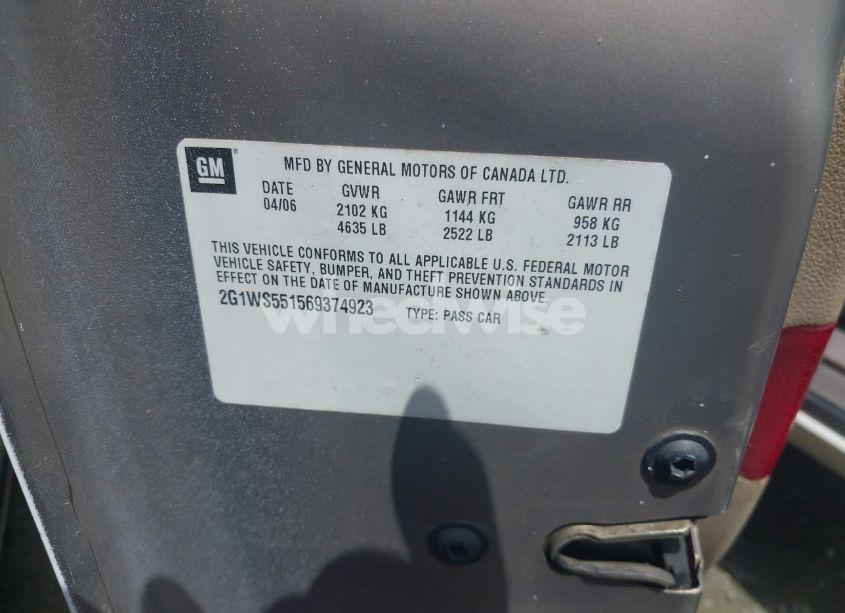 GM
MFD BY GENERAL MOTORS OF CANADA LTD.
DATE GVWR GAWR FRT GAWR RR
04/06 2102 KG 1144 KG 958 KG
4635 LB 2522 LB 2113 LB
THIS VEHICLE CONFORMS TO ALL APPLICABLE U.S. FEDERAL MOTOR
VEHICLE SAFETY, BUMPER, AND THEFT PREVENTION STANDARDS IN
EFFECT ON THE DATE OF MANUFACTURE SHOWN ABOVE.
2G1WS551569374923 TYPE: PASS CAR
wheelwise